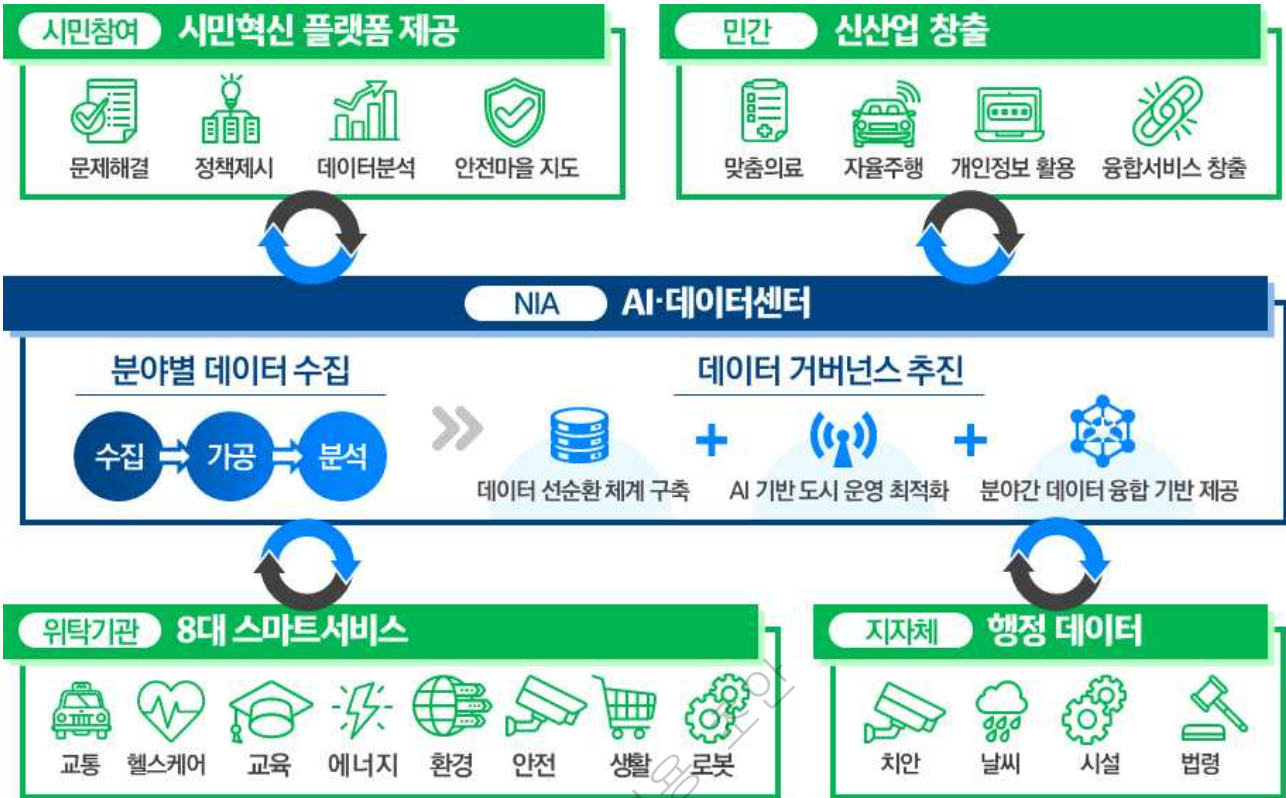 시민참여 시민혁신 플랫폼 제공
문제해결 정책제시 데이터분석 안전마을 지도
민간 신산업 창출
맞춤의료 자율주행 개인정보 활용 융합서비스 창출
NIA AI·데이터센터
분야별 데이터 수집
수집 가공 분석
데이터 거버넌스 추진
데이터 선순환 체계 구축 AI 기반 도시 운영 최적화 분야간 데이터 융합 기반 제공
위탁기관 8대 스마트서비스
교통 헬스케어 교육 에너지 환경 안전 생활 로봇
지자체 행정 데이터
치안 날씨 시설 법령